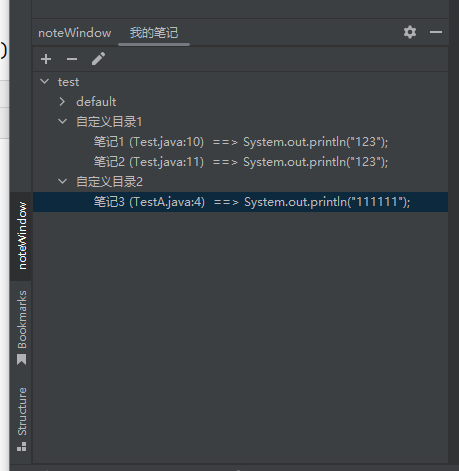 )
noteWindow 我的笔记
test
default
自定义目录1
笔记1 (Test.java:10) ==> System.out.println("123");
笔记2 (Test.java:11) ==> System.out.println("123");
自定义目录2
笔记3 (TestA.java:4) ==> System.out.println("111111");
noteWindow
Bookmarks
Structure